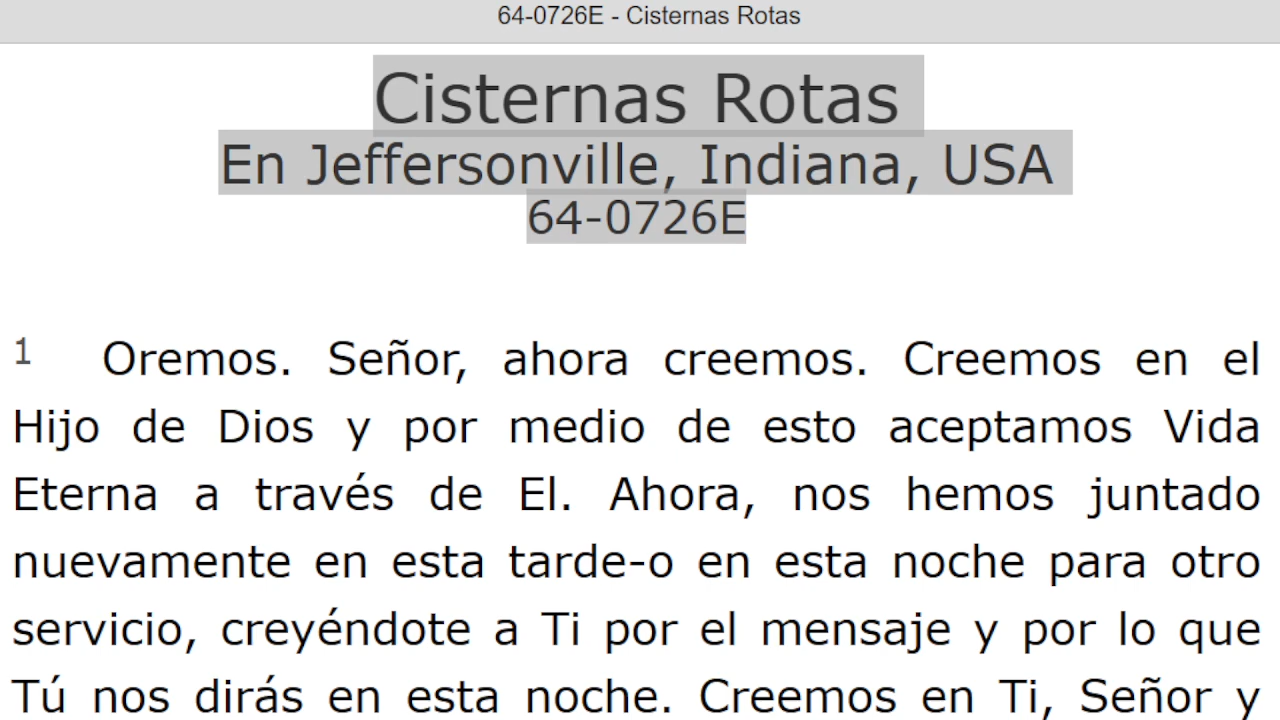 64-0726E - Cisternas Rotas
Cisternas Rotas
En Jeffersonville, Indiana, USA
64-0726E
1 Oremos. Señor, ahora creemos. Creemos en el
Hijo de Dios y por medio de esto aceptamos Vida
Eterna a través de El. Ahora, nos hemos juntado
nuevamente en esta tarde-o en esta noche para otro
servicio, creyéndote a Ti por el mensaje y por lo que
Tú nos dirás en esta noche. Creemos en Ti, Señor y